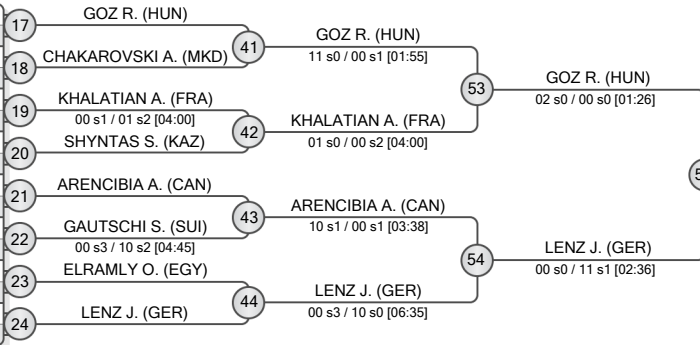 17
GOZ R. (HUN)
41
GOZ R. (HUN)
11 s0 / 00 s1 [01:55]
18
CHAKAROVSKI A. (MKD)
53
GOZ R. (HUN)
02 s0 / 00 s0 [01:26]
19
KHALATIAN A. (FRA)
00 s1 / 01 s2 [04:00]
42
KHALATIAN A. (FRA)
01 s0 / 00 s2 [04:00]
20
SHYNTAS S. (KAZ)
21
ARENCIBIA A. (CAN)
43
ARENCIBIA A. (CAN)
10 s1 / 00 s1 [03:38]
22
GAUTSCHI S. (SUI)
00 s3 / 10 s2 [04:45]
54
LENZ J. (GER)
00 s0 / 11 s1 [02:36]
23
ELRAMLY O. (EGY)
44
LENZ J. (GER)
00 s3 / 10 s0 [06:35]
24
LENZ J. (GER)